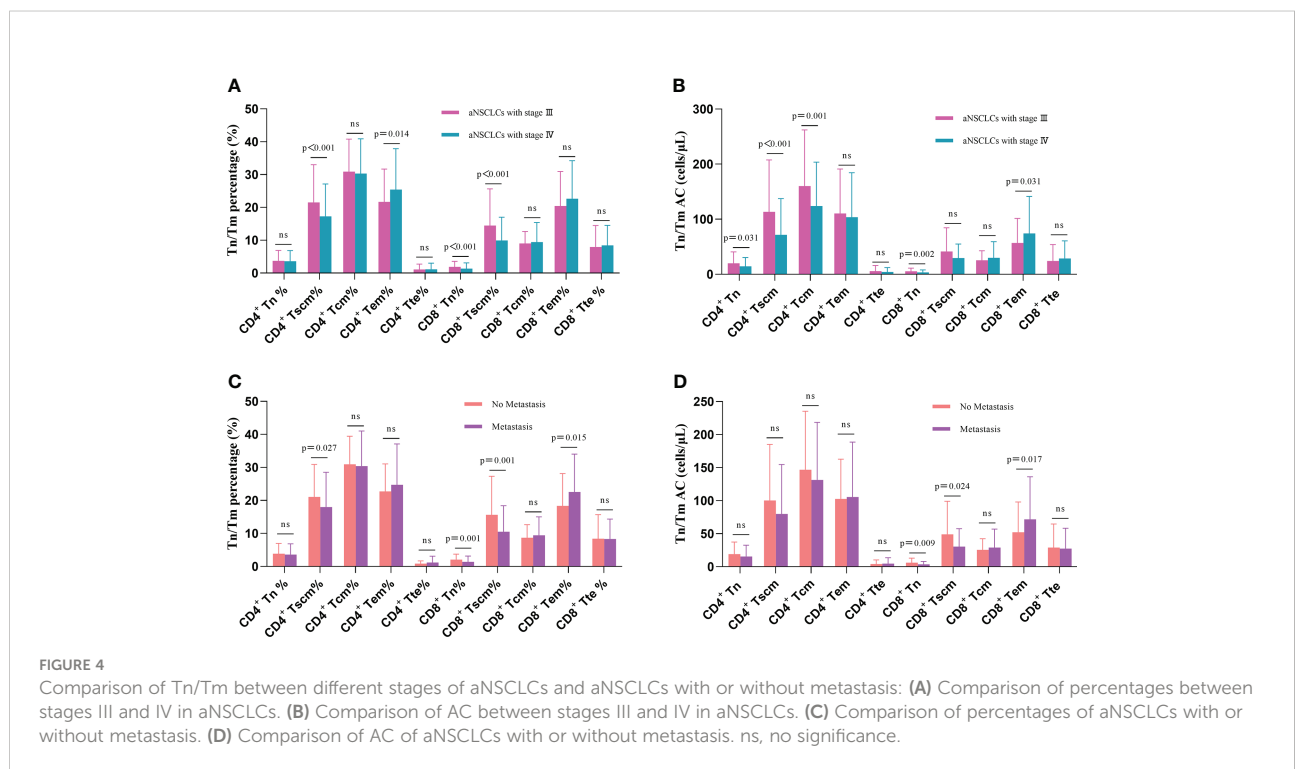 A
Tn/Tm percentage (%)
50
40
30
20
10
0
aNSCLCs with stage Ⅲ
aNSCLCs with stage Ⅳ
ns
p<0.001
ns
p=0.014
ns
p<0.001
p<0.001
ns
ns
ns
CD4+ Tn %
CD4+ Tscm%
CD4+ Tcm%
CD4+ Tem%
CD4+ Tte%
CD8+ Tn%
CD8+ Tscm%
CD8+ Tcm%
CD8+ Tem%
CD8+ Tte %
B
Tn/Tm AC (cells/μL)
300
200
100
0
aNSCLCs with stage Ⅲ
aNSCLCs with stage Ⅳ
p=0.031
p<0.001
p=0.001
ns
ns
p=0.002
ns
ns
p=0.031
ns
CD4+ Tn
CD4+ Tscm
CD4+ Tcm
CD4+ Tem
CD4+ Tte
CD8+ Tn
CD8+ Tscm
CD8+ Tcm
CD8+ Tem
CD8+ Tte
C
Tn/Tm percentage (%)
50
40
30
20
10
0
No Metastasis
Metastasis
ns
p=0.027
ns
ns
ns
p=0.001
p=0.001
ns
p=0.015
ns
CD4+ Tn %
CD4+ Tscm%
CD4+ Tcm%
CD4+ Tem%
CD4+ Tte%
CD8+ Tn%
CD8+ Tscm%
CD8+ Tcm%
CD8+ Tem%
CD8+ Tte %
D
Tn/Tm AC (cells/μL)
250
200
150
100
50
0
No Metastasis
Metastasis
ns
ns
ns
ns
ns
p=0.009
p=0.024
ns
p=0.017
ns
CD4+ Tn
CD4+ Tscm
CD4+ Tcm
CD4+ Tem
CD4+ Tte
CD8+ Tn
CD8+ Tscm
CD8+ Tcm
CD8+ Tem
CD8+ Tte
FIGURE 4
Comparison of Tn/Tm between different stages of aNSCLCs and aNSCLCs with or without metastasis: (A) Comparison of percentages between
stages III and IV in aNSCLCs. (B) Comparison of AC between stages III and IV in aNSCLCs. (C) Comparison of percentages of aNSCLCs with or
without metastasis. (D) Comparison of AC of aNSCLCs with or without metastasis. ns, no significance.